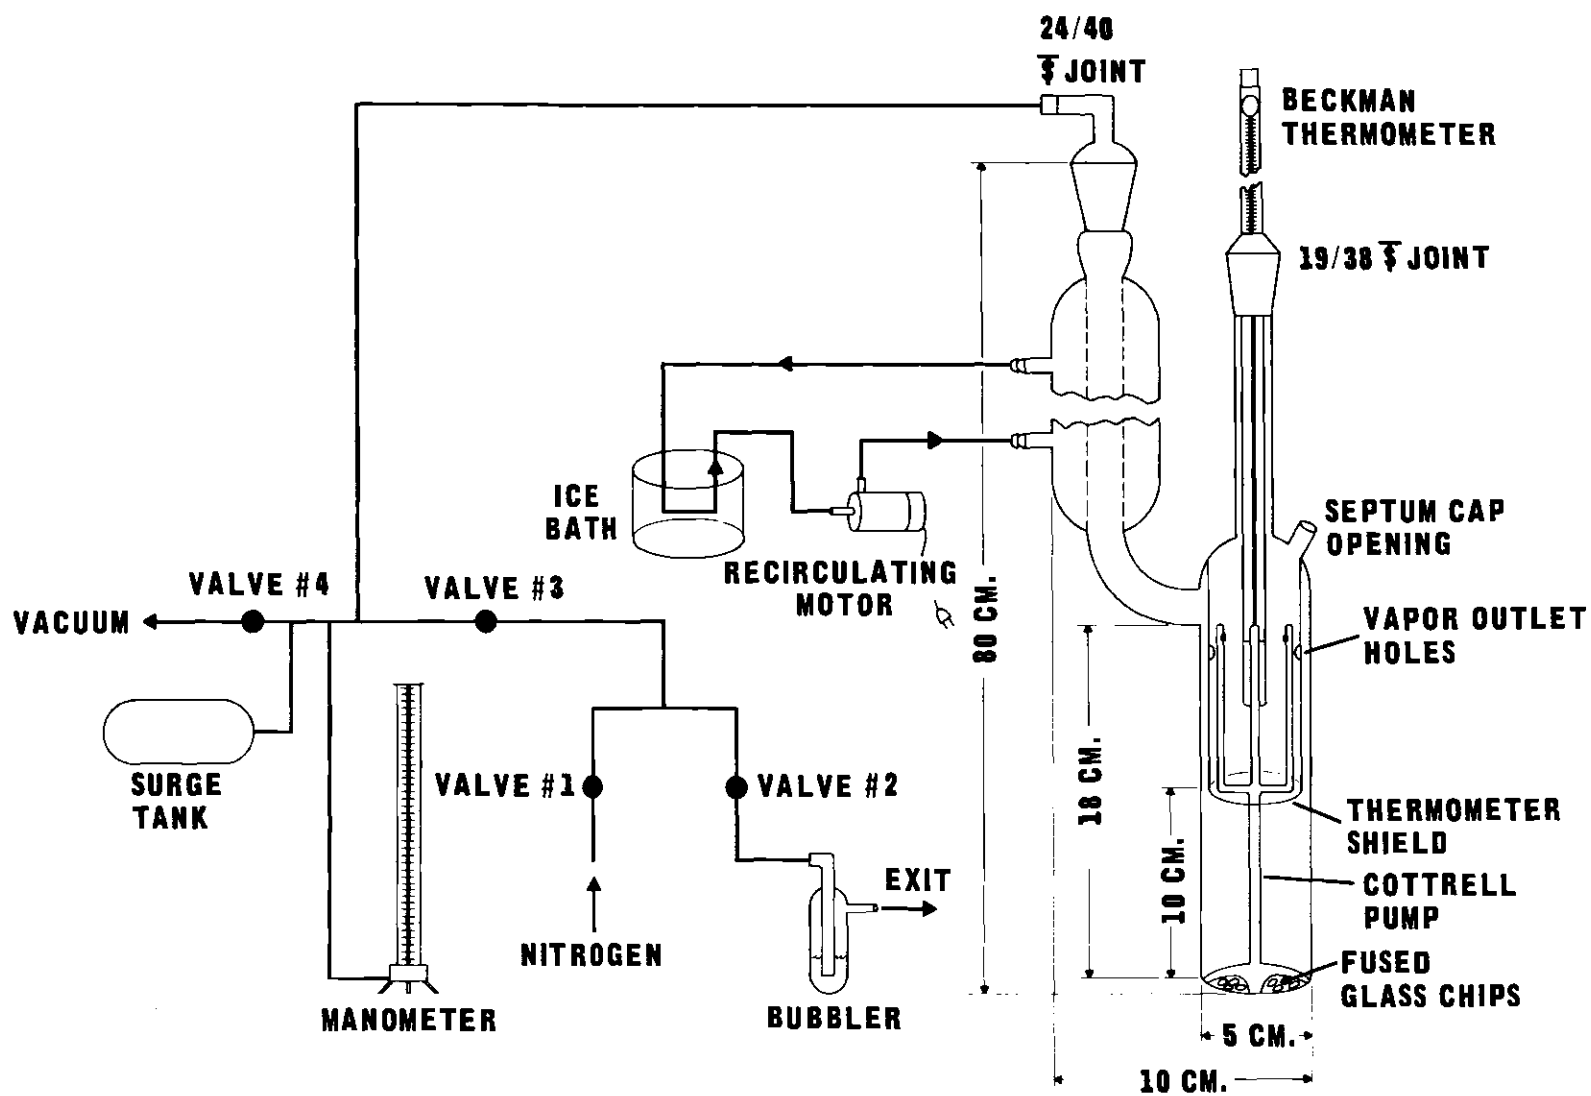 24/40
T$ JOINT
BECKMAN
THERMOMETER
19/38 T$ JOINT
SEPTUM CAP
OPENING
ICE
BATH
RECIRCULATING
MOTOR
80 CM.
VALVE #4
VALVE #3
VACUUM
VAPOR OUTLET
HOLES
SURGE
TANK
VALVE #1
VALVE #2
18 CM.
10 CM.
THERMOMETER
SHIELD
COTTRELL
PUMP
EXIT
NITROGEN
FUSED
GLASS CHIPS
MANOMETER
BUBBLER
5 CM.
10 CM.